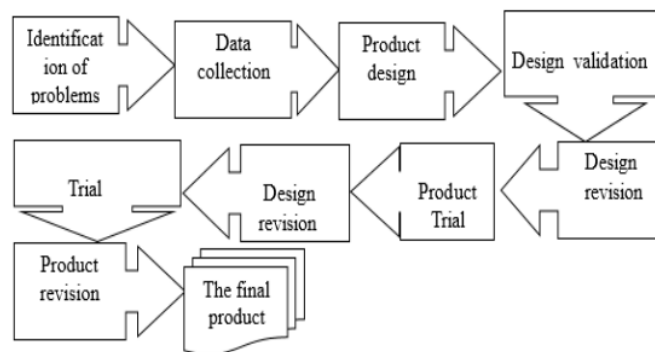 Identificat
ion of
problems
Data
collection
Product
design
Design validation
Design
revision
Product
Trial
Design
revision
Trial
Product
revision
The final
product